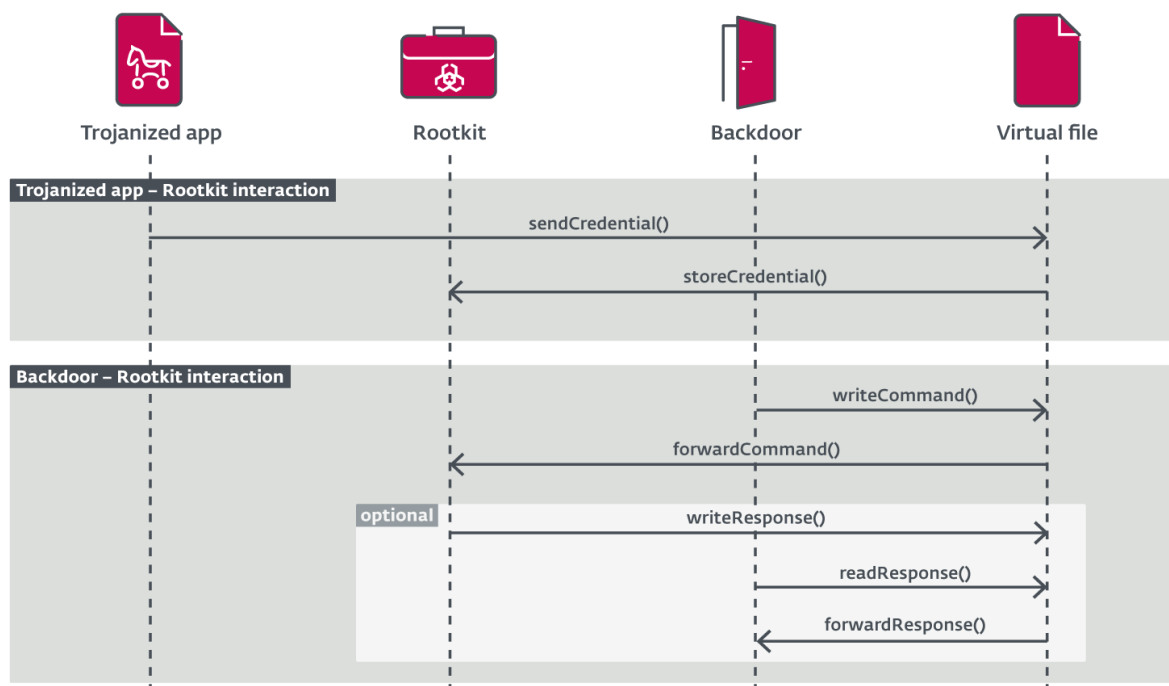 Trojanized app
Rootkit
Backdoor
Virtual file
Trojanized app – Rootkit interaction
sendCredential()
storeCredential()
Backdoor – Rootkit interaction
writeCommand()
forwardCommand()
optional
writeResponse()
readResponse()
forwardResponse()